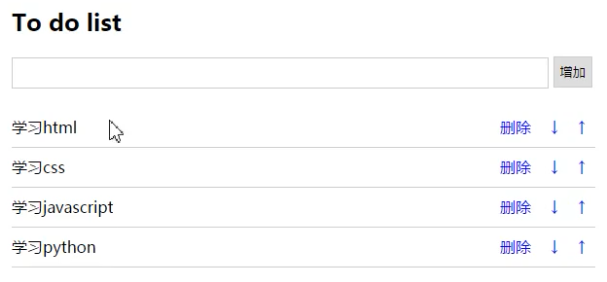 To do list
增加
学习html 删除 ↓ ↑
学习css 删除 ↓ ↑
学习javascript 删除 ↓ ↑
学习python 删除 ↓ ↑